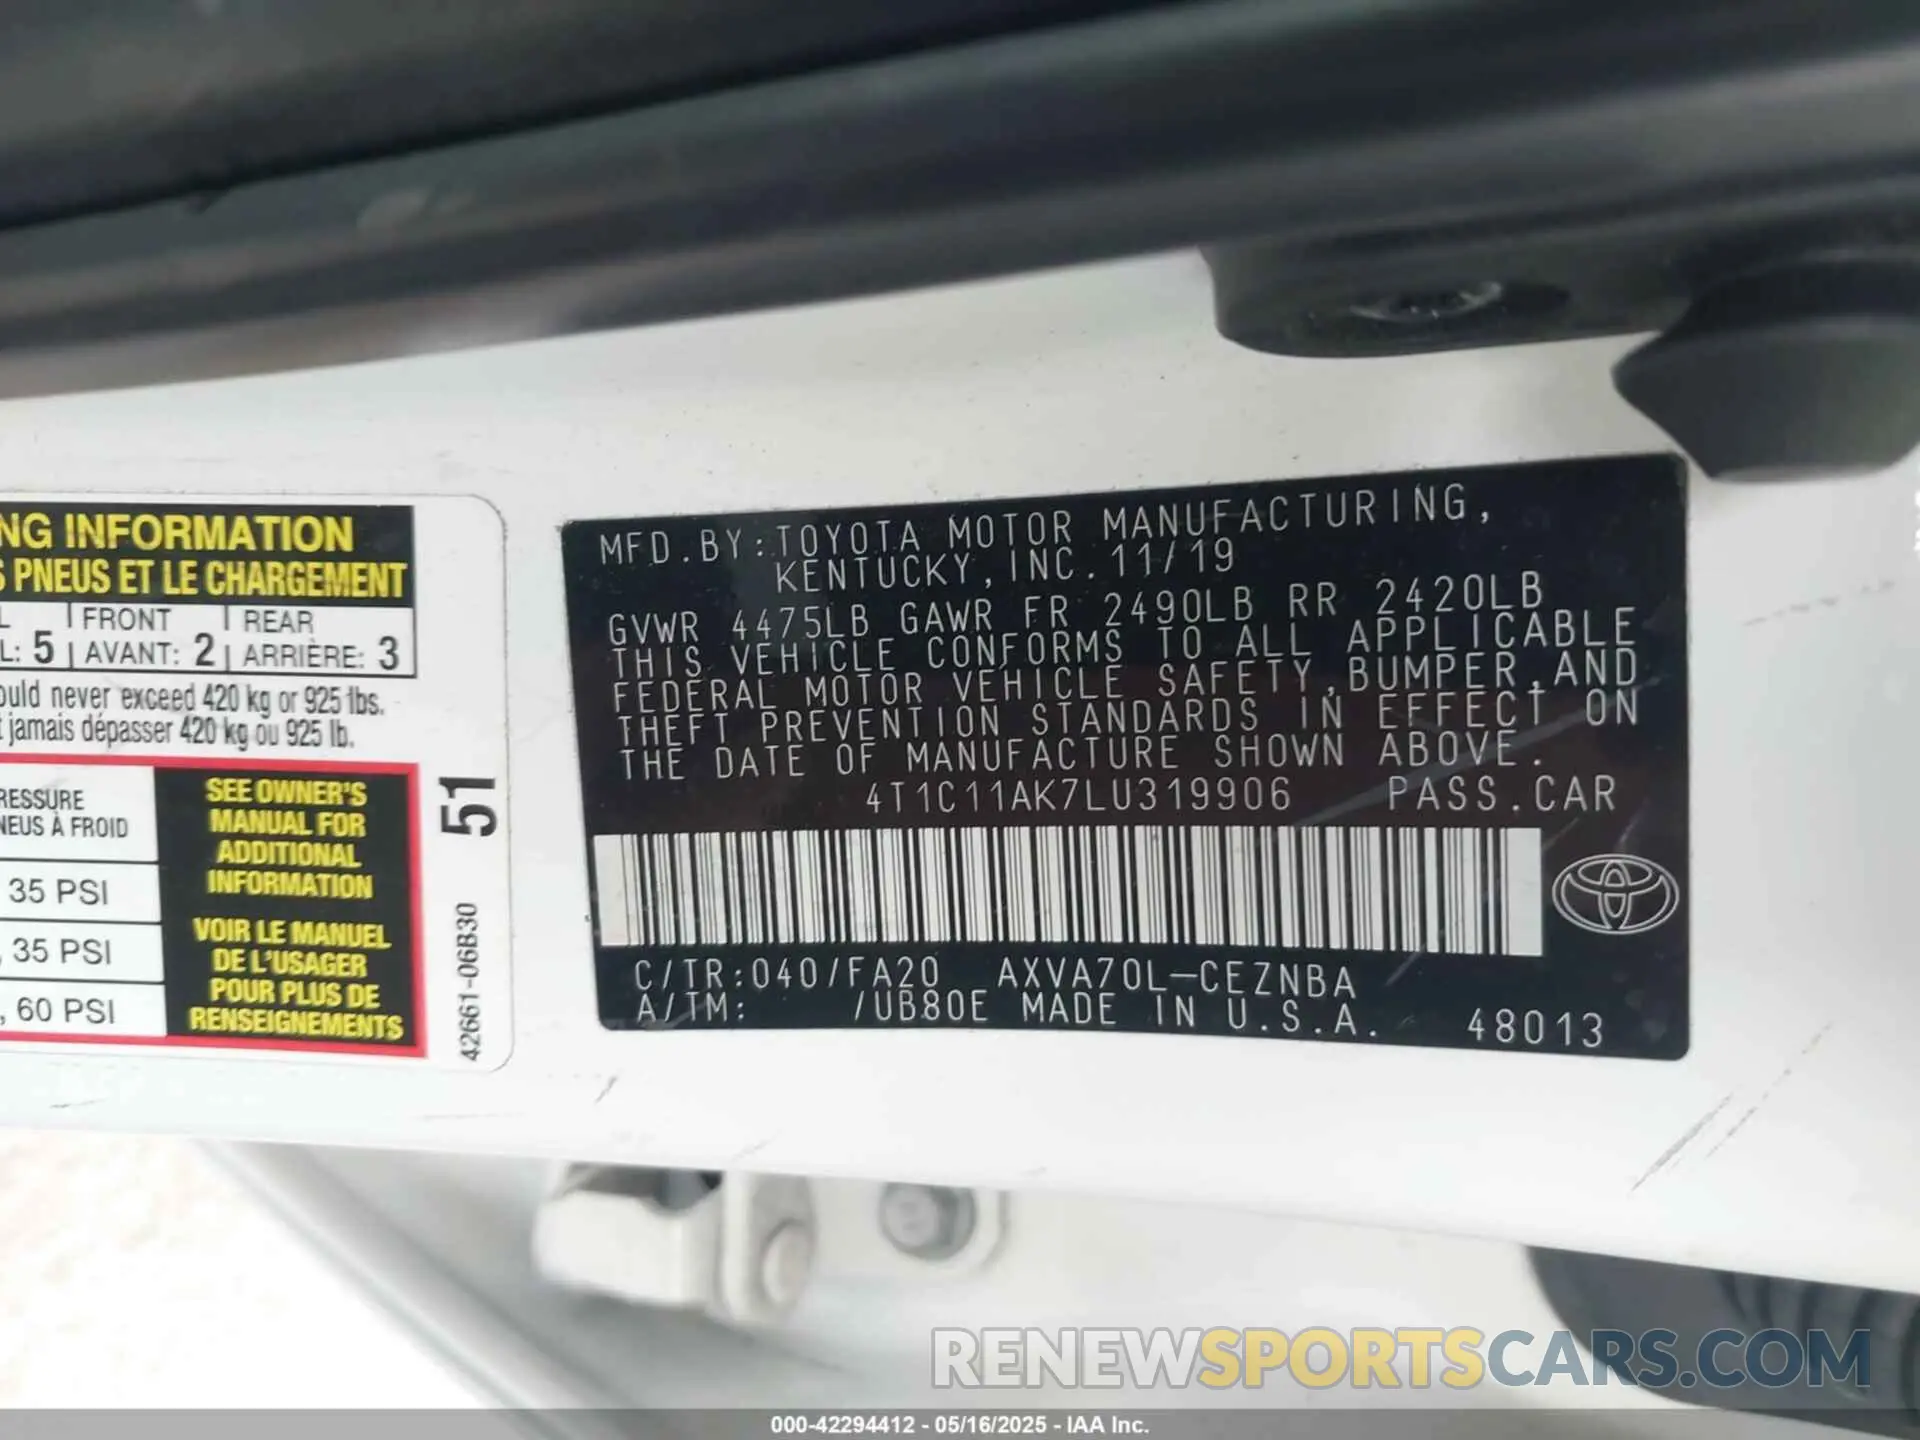 NG INFORMATION
S PNEUS ET LE CHARGEMENT
FRONT REAR
L: 5 AVANT: 2 ARRIÈRE: 3
ould never exceed 420 kg or 925 lbs.
t jamais dépasser 420 kg ou 925 lb.
RESSURE
NEUS À FROID
35 PSI
, 35 PSI
, 60 PSI
SEE OWNER'S
MANUAL FOR
ADDITIONAL
INFORMATION
VOIR LE MANUEL
DE L'USAGER
POUR PLUS DE
RENSEIGNEMENTS
51
42661-06B30
MFD.BY:TOYOTA MOTOR MANUFACTURING,
KENTUCKY,INC.11/19
GVWR 4475LB GAWR FR 2490LB RR 2420LB
THIS VEHICLE CONFORMS TO ALL APPLICABLE
FEDERAL MOTOR VEHICLE SAFETY,BUMPER,AND
THEFT PREVENTION STANDARDS IN EFFECT ON
THE DATE OF MANUFACTURE SHOWN ABOVE.
4T1C11AK7LU319906 PASS.CAR
C/TR:040/FA20 AXVA70L-CEZNBA
A/TM: /UB80E MADE IN U.S.A. 48013
RENEWSPORTSCARS.COM
000-42294412 - 05/16/2025 - IAA Inc.